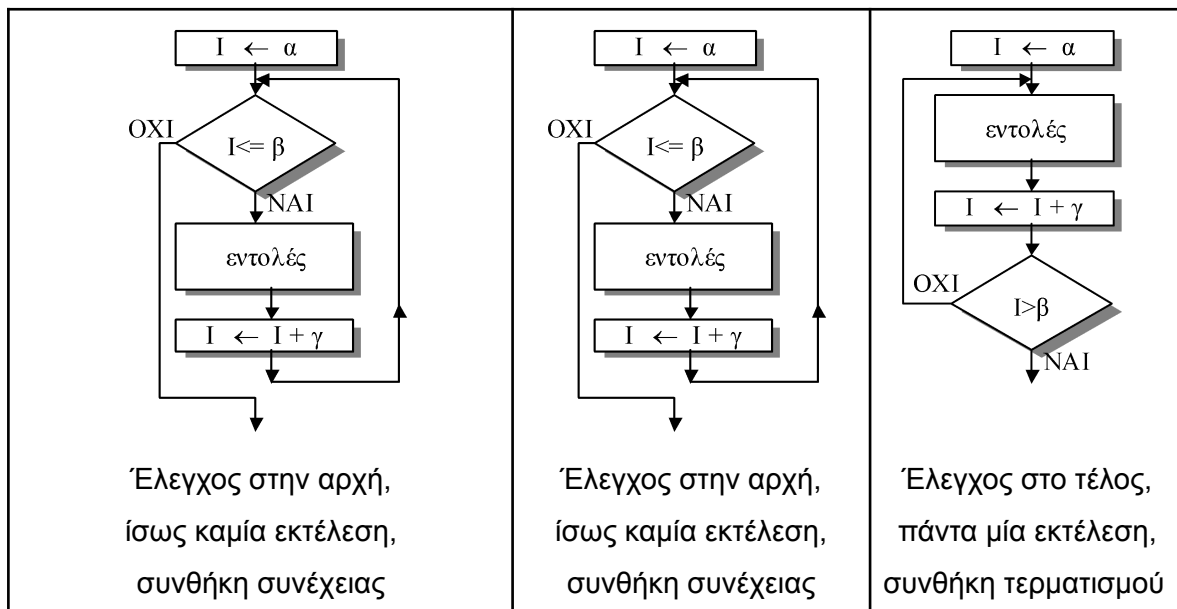 I ← α
I<= β
ΟΧΙ
ΝΑΙ
εντολές
I ← I + γ
Έλεγχος στην αρχή,
ίσως καμία εκτέλεση,
συνθήκη συνέχειας
I ← α
I<= β
ΟΧΙ
ΝΑΙ
εντολές
I ← I + γ
Έλεγχος στην αρχή,
ίσως καμία εκτέλεση,
συνθήκη συνέχειας
I ← α
εντολές
I ← I + γ
ΟΧΙ
I>β
ΝΑΙ
Έλεγχος στο τέλος,
πάντα μία εκτέλεση,
συνθήκη τερματισμού